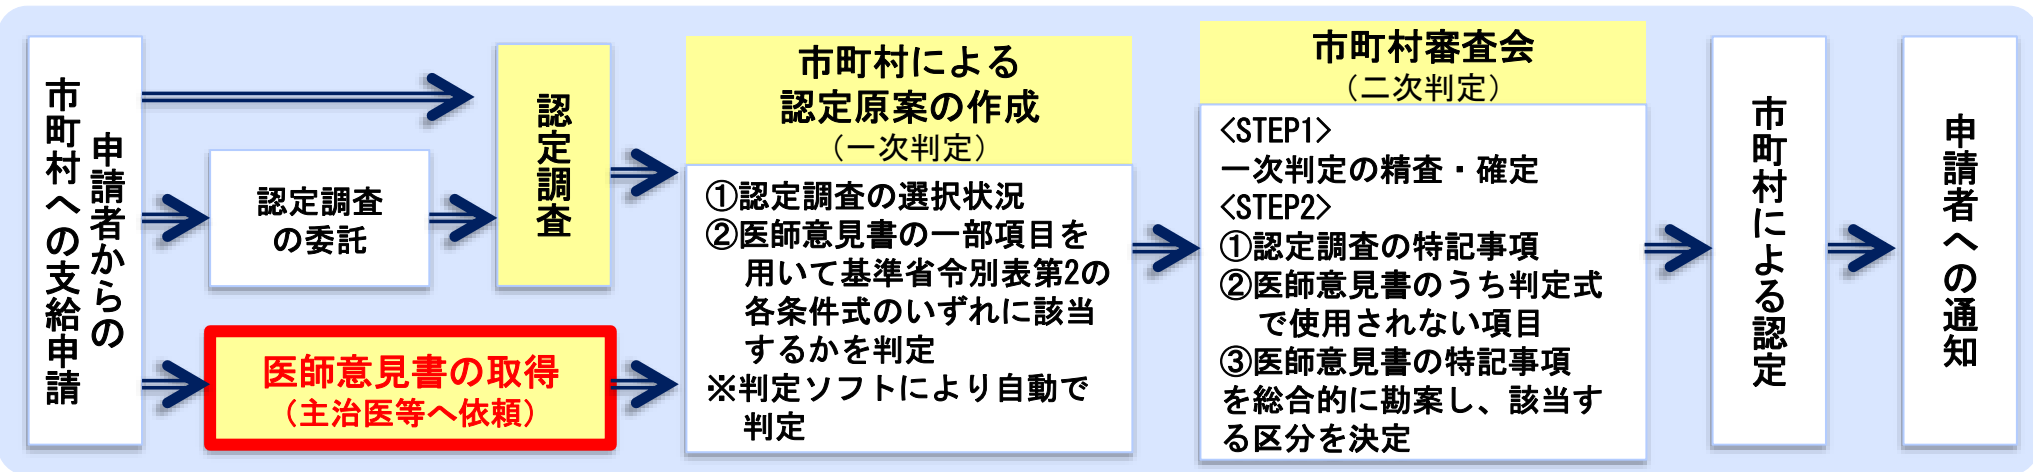 申請者からの
市町村への支給申請
認定調査
の委託
医師意見書の取得
（主治医等へ依頼）
認定調査
市町村による
認定原案の作成
（一次判定）
①認定調査の選択状況
②医師意見書の一部項目を
用いて基準省令別表第2の
各条件式のいずれに該当
するかを判定
※判定ソフトにより自動で
判定
市町村審査会
（二次判定）
<STEP1>
一次判定の精査・確定
<STEP2>
①認定調査の特記事項
②医師意見書のうち判定式
で使用されない項目
③医師意見書の特記事項
を総合的に勘案し、該当す
る区分を決定
市町村による認定
申請者への通知